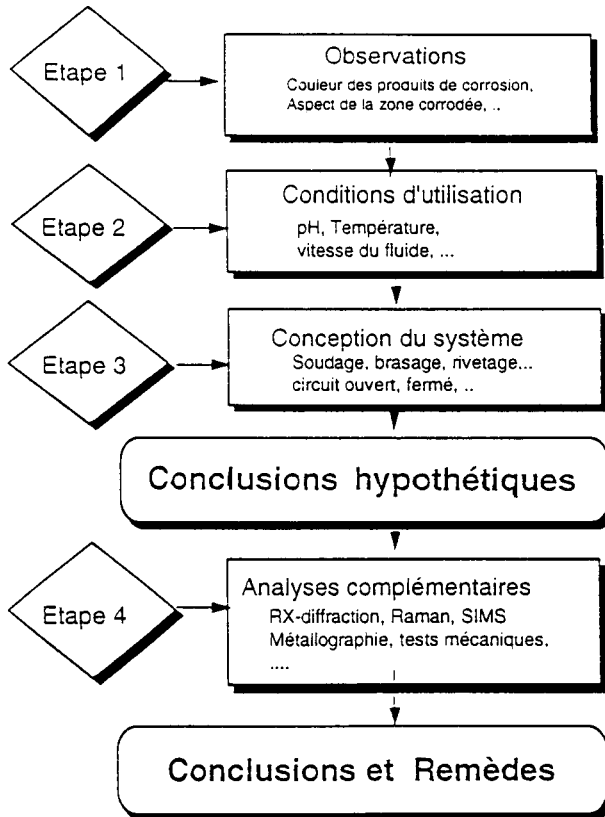 Etape 1
Observations
Couleur des produits de corrosion,
Aspect de la zone corrodée, ..
Etape 2
Conditions d'utilisation
pH, Température,
vitesse du fluide, ...
Etape 3
Conception du système
Soudage, brasage, rivetage...
circuit ouvert, fermé, ..
Conclusions hypothétiques
Etape 4
Analyses complémentaires
RX-diffraction, Raman, SIMS
Métallographie, tests mécaniques,
....
Conclusions et Remèdes